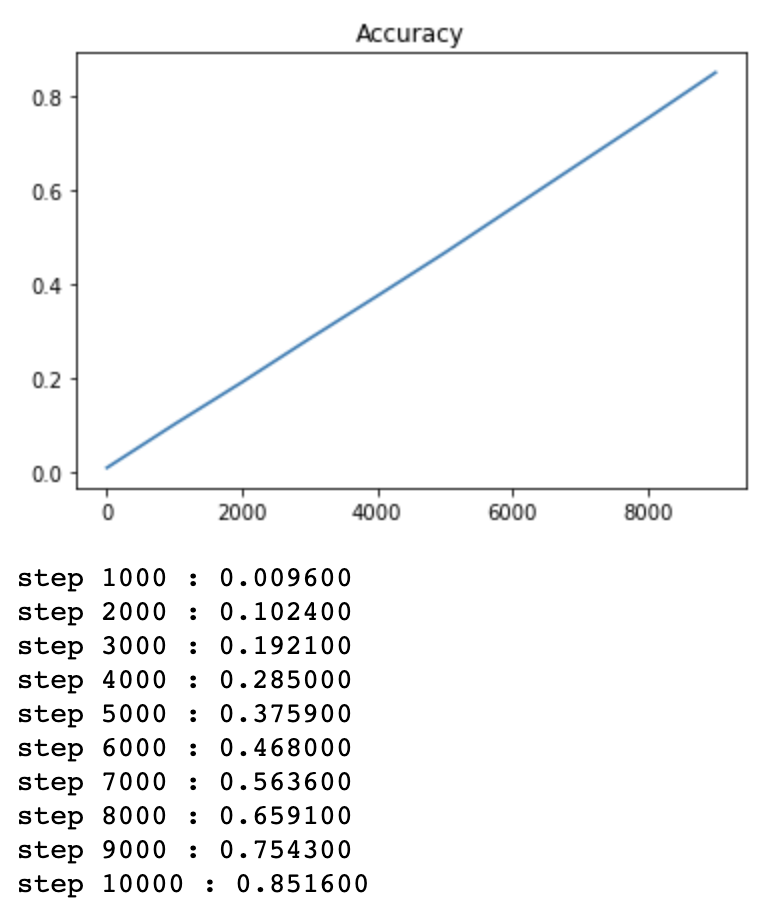 Accuracy
0.8
0.6
0.4
0.2
0.0
0 2000 4000 6000 8000
step 1000 : 0.009600
step 2000 : 0.102400
step 3000 : 0.192100
step 4000 : 0.285000
step 5000 : 0.375900
step 6000 : 0.468000
step 7000 : 0.563600
step 8000 : 0.659100
step 9000 : 0.754300
step 10000 : 0.851600